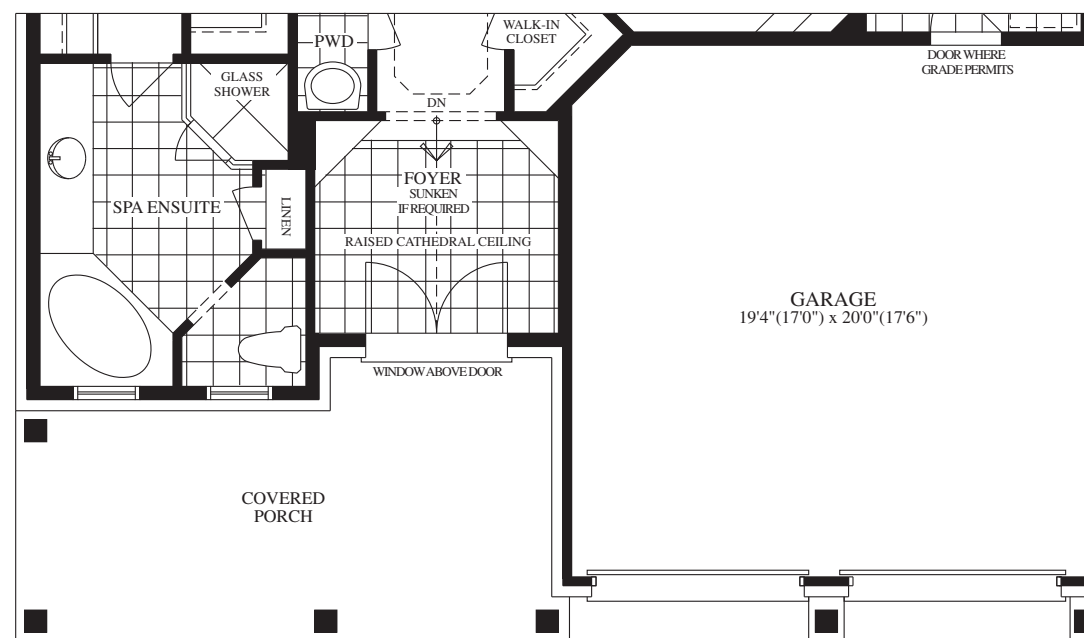 WALK-IN
CLOSET
PWD
DOOR WHERE
GRADE PERMITS
GLASS
SHOWER
DN
FOYER
SUNKEN
IF REQUIRED
SPA ENSUITE
LINEN
RAISED CATHEDRAL CEILING
GARAGE
19'4"(17'0") x 20'0"(17'6")
WINDOW ABOVE DOOR
COVERED
PORCH